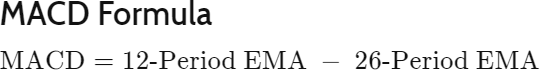 MACD Formula
MACD = 12-Period EMA − 26-Period EMA